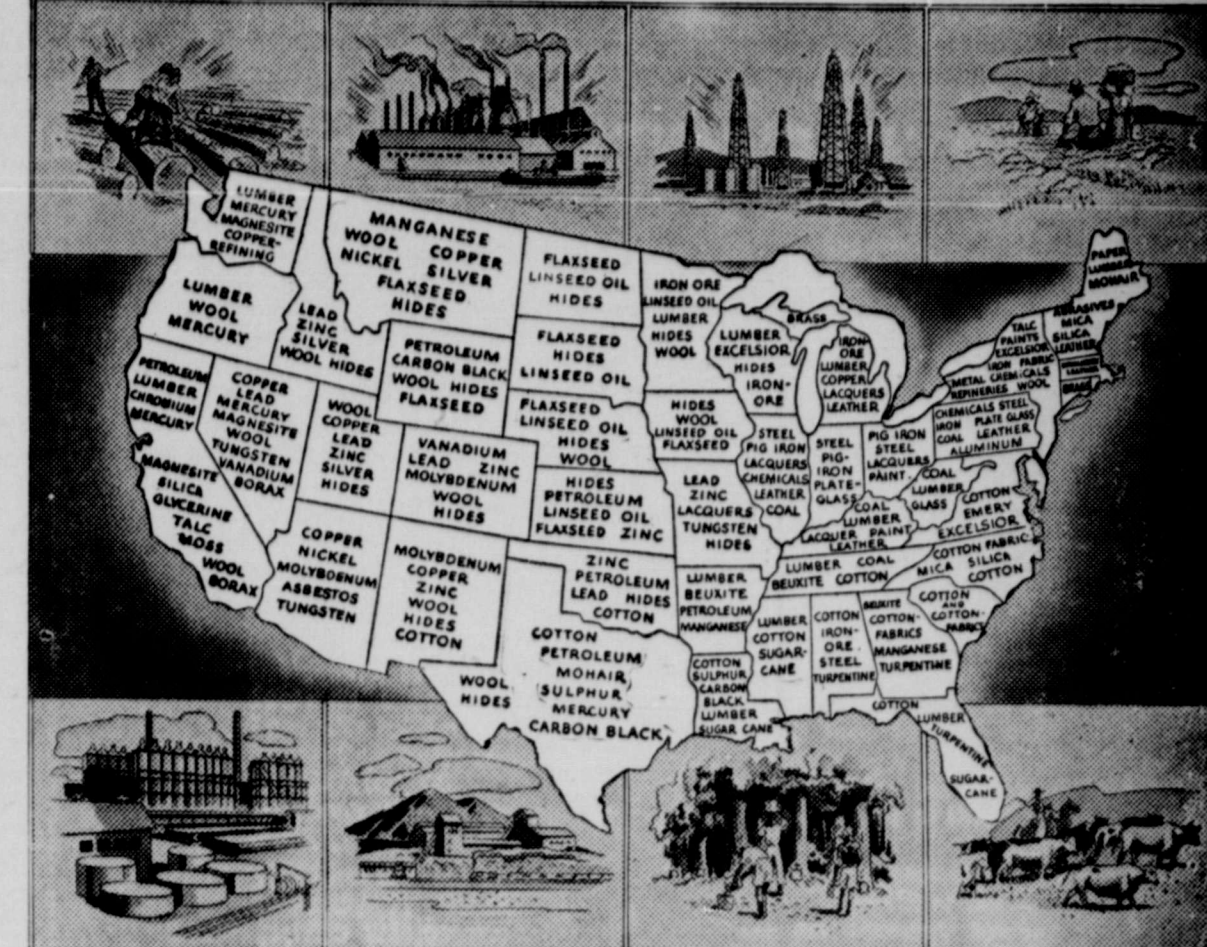 LUMBER
MERCURY
MAGNESITE
COPPER-
REFINING
LUMBER
WOOL
MERCURY
PETROLEUM
LUMBER
CHROMIUM
MERCURY
MAGNESITE
SILICA
GLYCERINE
TALC
MOSS
WOOL
BORAX
LEAD
ZINC
SILVER
WOOL HIDES
COPPER
LEAD
MERCURY
MAGNESITE
WOOL
TUNGSTEN
VANADIUM
BORAX
MANGANESE
WOOL COPPER
NICKEL SILVER
FLAXSEED
HIDES
PETROLEUM
CARBON BLACK
WOOL HIDES
FLAXSEED
WOOL
COPPER
LEAD
ZINC
SILVER
HIDES
VANADIUM
LEAD ZINC
MOLYBDENUM
WOOL
HIDES
COPPER
NICKEL
MOLYBDENUM
ASBESTOS
TUNGSTEN
MOLYBDENUM
COPPER
ZINC
WOOL
HIDES
COTTON
FLAXSEED
LINSEED OIL
HIDES
FLAXSEED
HIDES
LINSEED OIL
FLAXSEED
LINSEED OIL
HIDES
WOOL
HIDES
PETROLEUM
LINSEED OIL
FLAXSEED ZINC
ZINC
PETROLEUM
LEAD HIDES
COTTON
COTTON
PETROLEUM
MOHAIR
WOOL SULPHUR
HIDES MERCURY
CARBON BLACK
IRON ORE
LINSEED OIL
LUMBER
HIDES
WOOL
HIDES
WOOL
LINSEED OIL
FLAXSEED
LEAD
ZINC
LACQUERS
TUNGSTEN
HIDES
LUMBER
BEUXITE
PETROLEUM
MANGANESE
COTTON
SULPHUR
CARBON
BLACK
LUMBER
SUGAR CANE
LUMBER
EXCELSIOR
HIDES
IRON-
ORE
BRASS
IRON-
ORE
LUMBER
COPPER
LACQUERS
LEATHER
STEEL
PIG IRON
LACQUERS
CHEMICALS
LEATHER
COAL
STEEL
PIG-
IRON
PLATE-
GLASS
PIG IRON
STEEL
LACQUERS
PAINT
COAL
LUMBER
LACQUER PAINT
LEATHER
LUMBER COAL
BEUXITE COTTON
LUMBER
COTTON
SUGAR-
CANE
COTTON
IRON-
ORE
STEEL
TURPENTINE
BEUXITE
COTTON-
FABRICS
MANGANESE
TURPENTINE
COTTON
LUMBER
TURPENTINE
SUGAR-
CANE
COTTON
AND
COTTON-
FABRICS
COTTON FABRIC
MICA SILICA
COTTON
COAL
LUMBER
GLASS
COTTON
EMERY
EXCELSIOR
CHEMICALS STEEL
IRON PLATE GLASS
COAL LEATHER
ALUMINUM
TALC
PAINTS
EXCELSIOR
IRON FABRIC
METAL CHEMICALS
REFINERIES WOOL
ABRASIVES
MICA
SILICA
LEATHER
BRASS
PAPER
LUMBER
MOHAIR